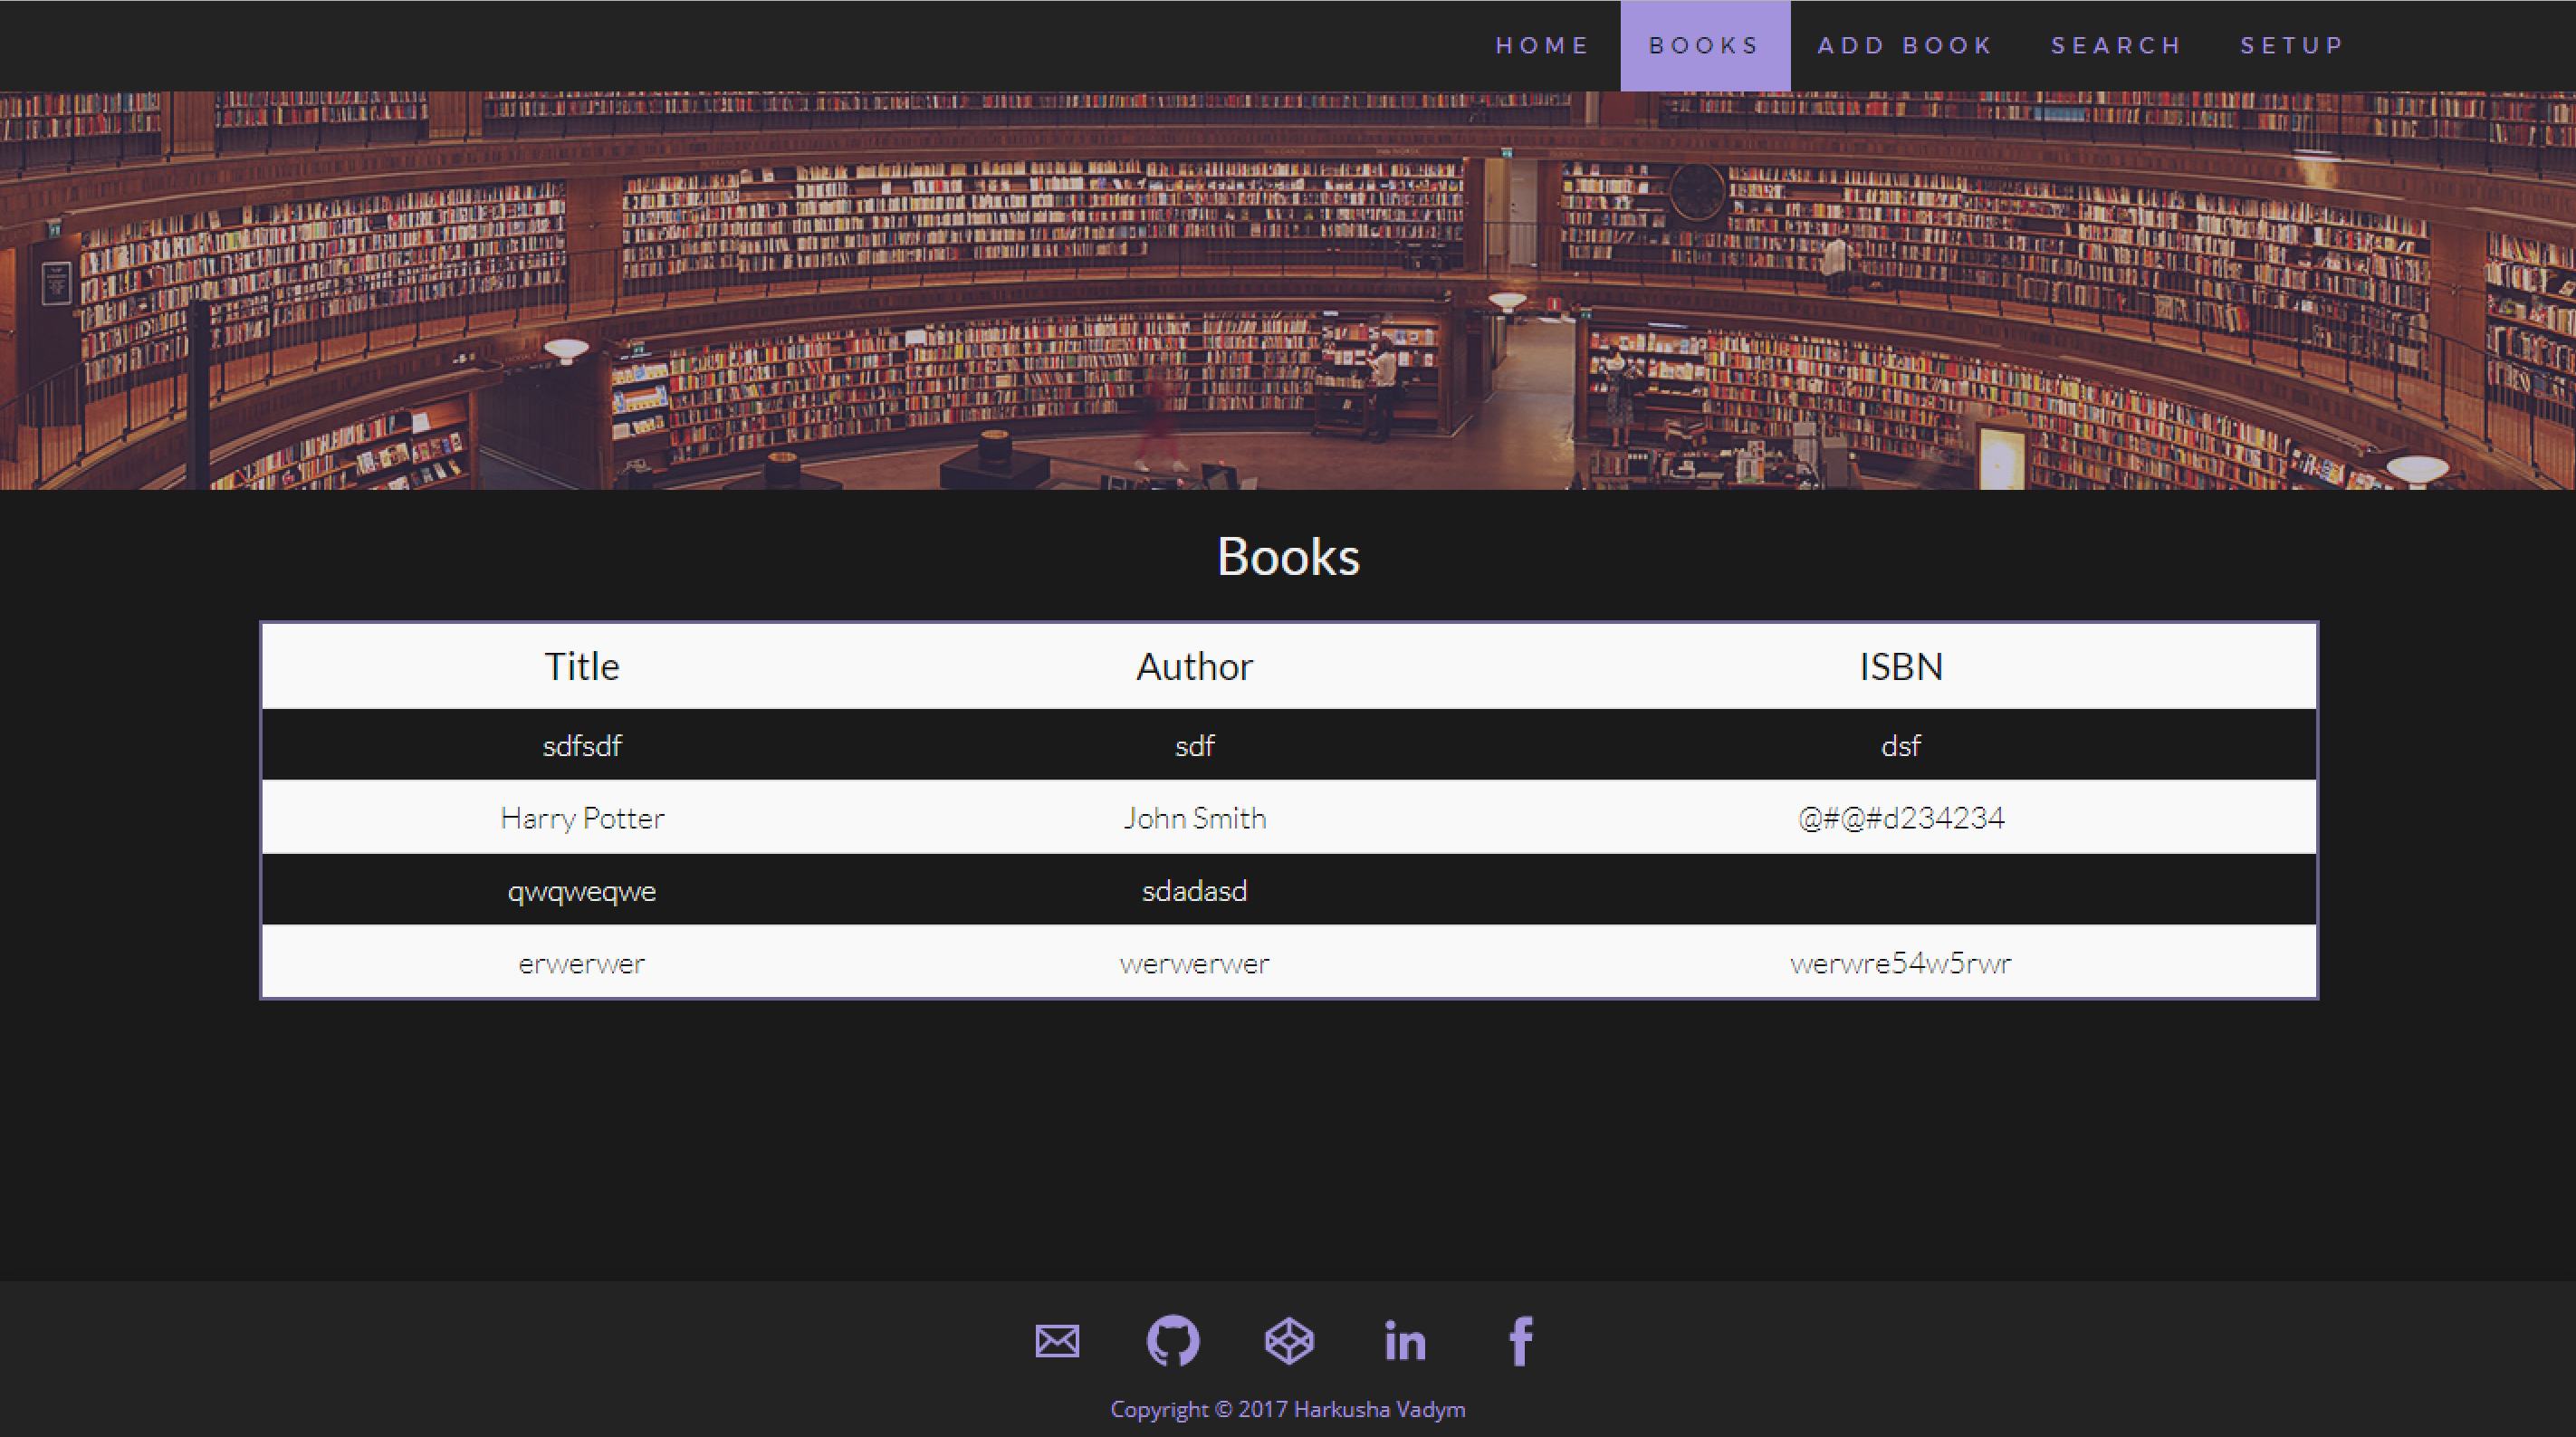 HOME BOOKS ADD BOOK SEARCH SETUP
Books
Title Author ISBN
sdfsdf sdf dsf
Harry Potter John Smith @#@#d234234
qwqweqwe sdadasd
erwerwer werwerwer werwre54w5rwr
in f
Copyright © 2017 Harkusha Vadym